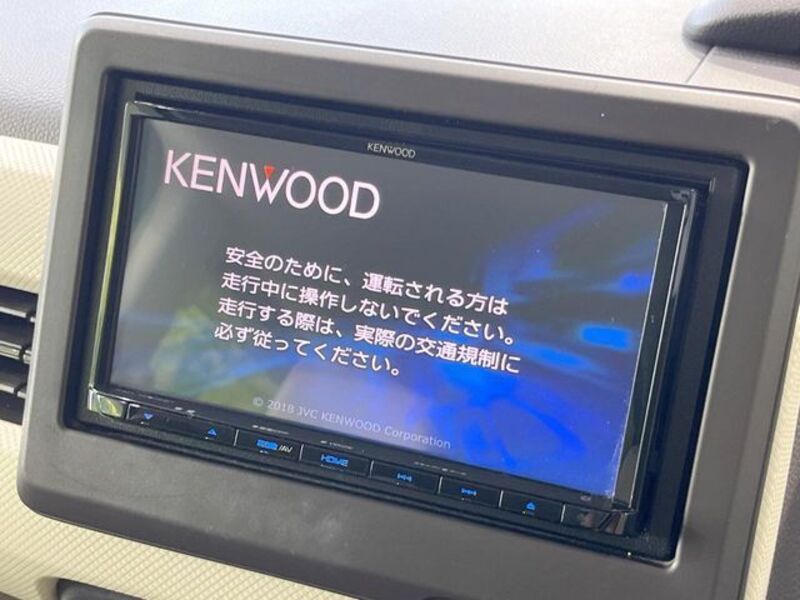 KENWOOD
KENWOOD
安全のために、運転される方は
走行中に操作しないでください。
走行する際は、実際の交通規制に
必ず従ってください。
© 2018 JVC KENWOOD Corporation
/AV
HOME